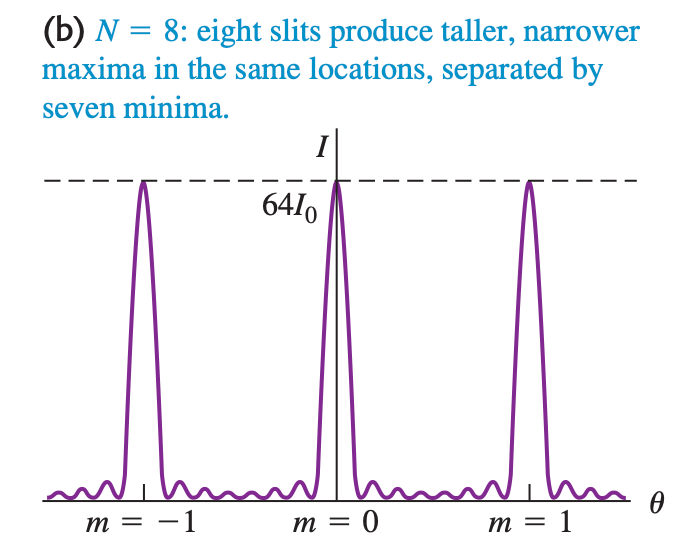 (b) N = 8: eight slits produce taller, narrower
maxima in the same locations, separated by
seven minima.
I
64I₀
θ
m = −1
m = 0
m = 1